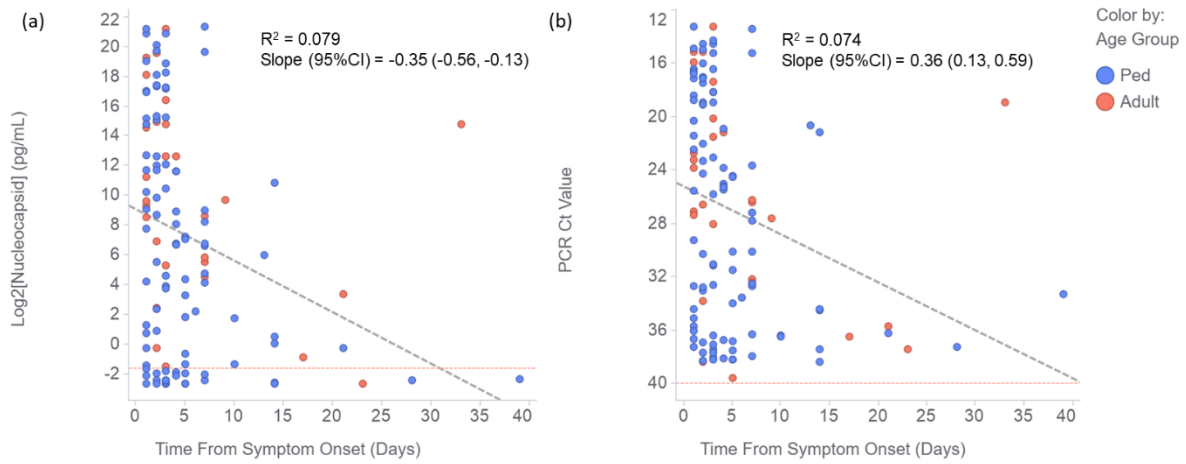 (a)
R² = 0.079
Slope (95%CI) = -0.35 (-0.56, -0.13)
Log2[Nucleocapsid] (pg/mL)
22
20
18
16
14
12
10
8
6
4
2
0
-2
0 5 10 15 20 25 30 35 40
Time From Symptom Onset (Days)
(b)
R² = 0.074
Slope (95%CI) = 0.36 (0.13, 0.59)
PCR Ct Value
12
16
20
24
28
32
36
40
0 5 10 15 20 25 30 35 40
Time From Symptom Onset (Days)
Color by:
Age Group
Ped
Adult